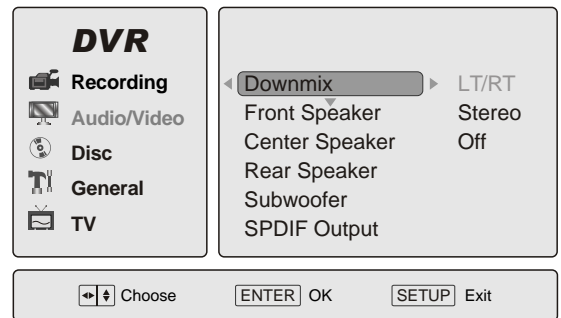 DVR
Recording
Audio/Video
Disc
General
TV
Downmix LT/RT
Front Speaker Stereo
Center Speaker Off
Rear Speaker
Subwoofer
SPDIF Output
Choose ENTER OK SETUP Exit